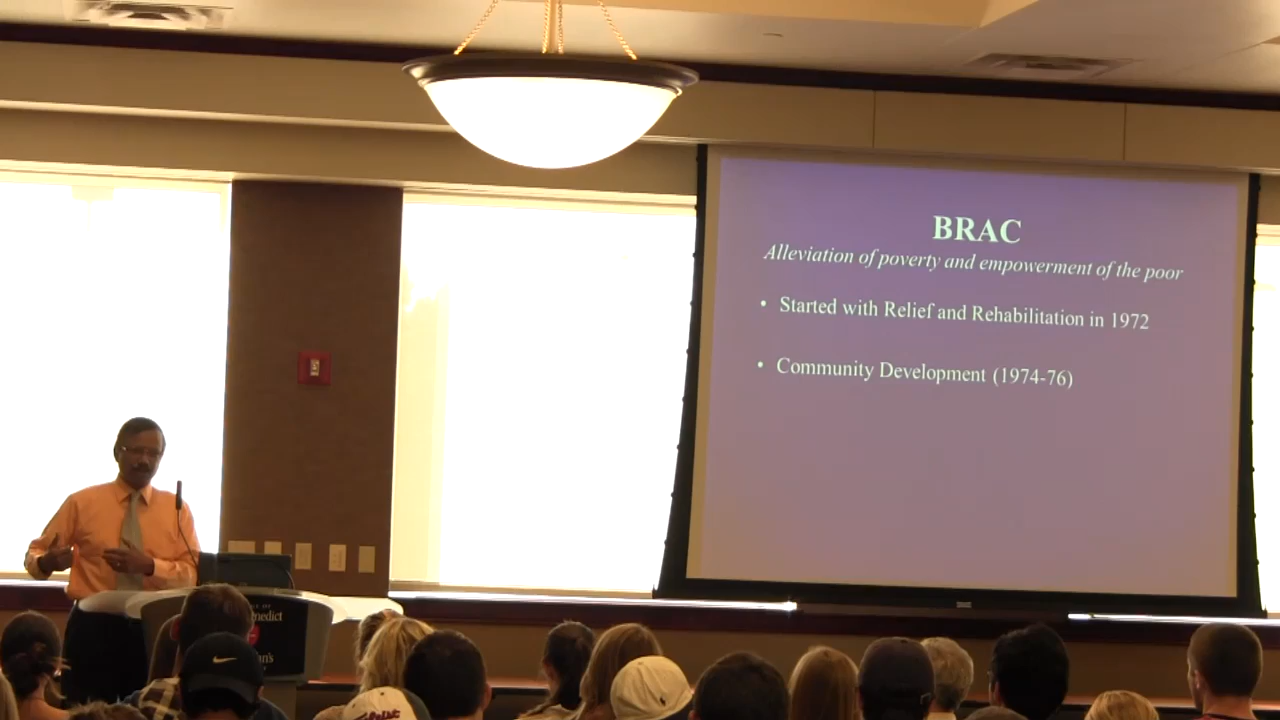 BRAC
Alleviation of poverty and empowerment of the poor
• Started with Relief and Rehabilitation in 1972
• Community Development (1974-76)